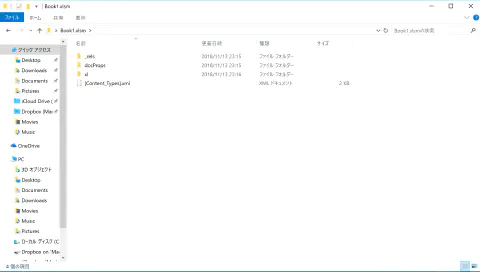 Book1.xlsm
ファイル ホーム 共有 表示
Book1.xlsm
Book1.xlsmの検索
名前 更新日時 種類 サイズ
クイック アクセス
_rels 2018/11/13 23:15 ファイル フォルダー
Desktop
docProps 2018/11/13 23:15 ファイル フォルダー
Downloads
xl 2018/11/13 23:16 ファイル フォルダー
Documents
[Content_Types].xml XML ドキュメント 2 KB
Pictures
iCloud Drive (
Dropbox (Mac
Movies
Music
OneDrive
PC
3D オブジェクト
Desktop
Documents
Downloads
Movies
Music
Pictures
ローカル ディスク (C
Dropbox on 'Mac
4 個の項目